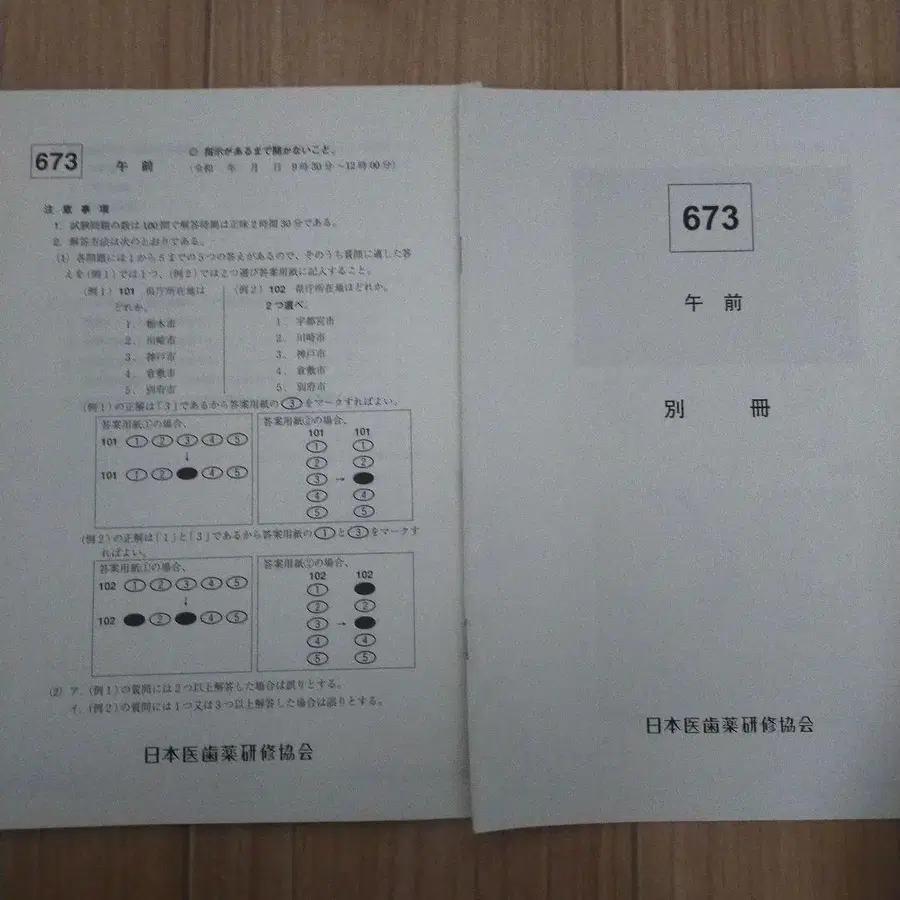 673
午 前
◎ 指示があるまで開かないこと。
(令和 年 月 日 9時30分~12時00分)
注 意 事 項
1. 試験問題の数は100問で解答時間は正味2時間30分である。
2. 解答方法は次のとおりである。
(1) 各問題には1から5までの5つの答えがあるので、そのうち質問に適した答
えを(例1)では1つ、(例2)では2つ選び答案用紙に記入すること。
(例1) 101 県庁所在地は
どれか。
1. 栃木市
2. 川崎市
3. 神戸市
4. 倉敷市
5. 別府市
(例2) 102 県庁所在地はどれか。
2つ選べ。
1. 宇都宮市
2. 川崎市
3. 神戸市
4. 倉敷市
5. 別府市
(例1)の正解は「3」であるから答案用紙の③をマークすればよい。
答案用紙①の場合、
101 ① ② ③ ④ ⑤
↓
101 ① ② ● ④ ⑤
答案用紙②の場合、
101 101
① ①
② ②
③ → ●
④ ④
⑤ ⑤
(例2)の正解は「1」と「3」であるから答案用紙の①と③をマークす
ればよい。
答案用紙①の場合、
102 ① ② ③ ④ ⑤
↓
102 ● ② ● ④ ⑤
答案用紙②の場合、
102 102
① ●
② ②
③ → ●
④ ④
⑤ ⑤
(2) ア. (例1)の質問には2つ以上解答した場合は誤りとする。
イ. (例2)の質問には1つ又は3つ以上解答した場合は誤りとする。
日本医歯薬研修協会
673
午 前
別 冊
日本医歯薬研修協会